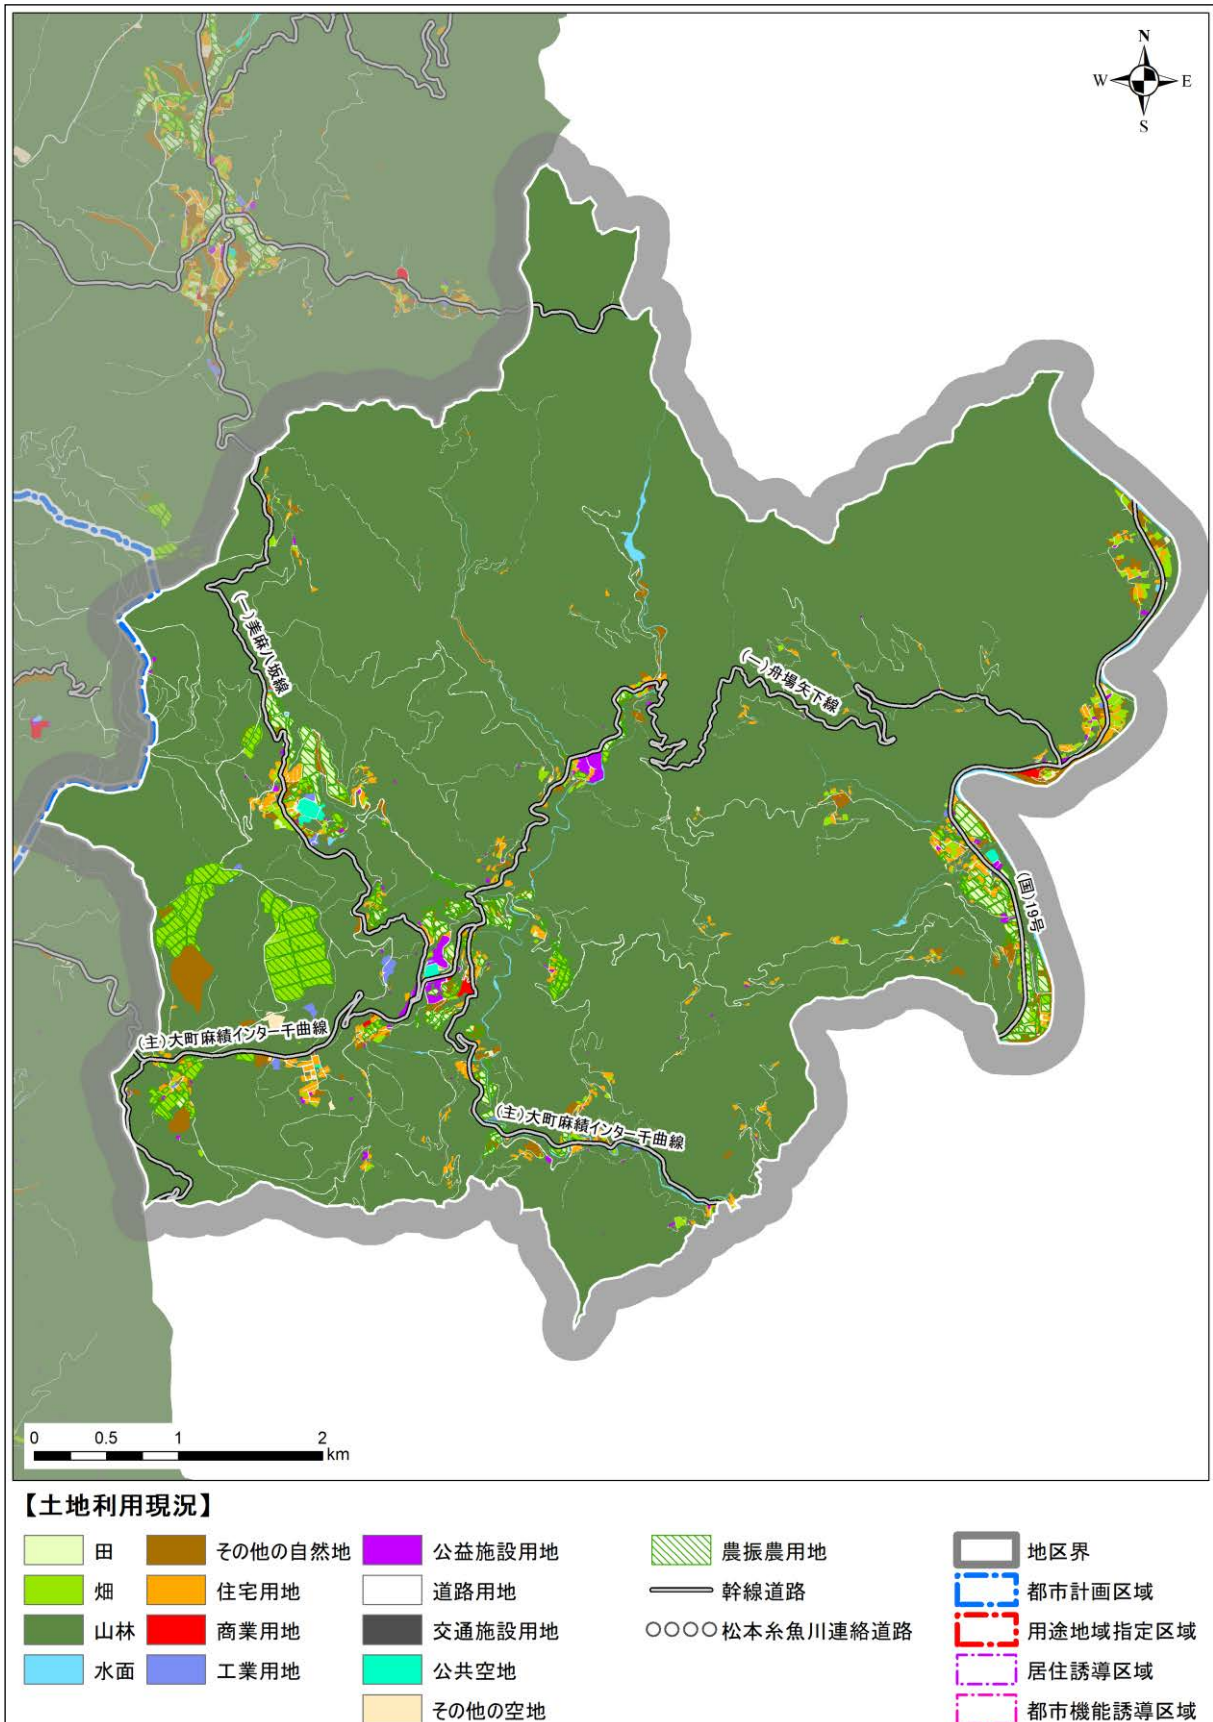 N
W E
S
(一)美麻八坂線
(一)舟場矢下線
(国)19号
(主)大町麻績インター千曲線
(主)大町麻績インター千曲線
0 0.5 1 2
km
【土地利用現況】
田
畑
山林
水面
その他の自然地
住宅用地
商業用地
工業用地
公益施設用地
道路用地
交通施設用地
公共空地
その他の空地
農振農用地
幹線道路
松本糸魚川連絡道路
地区界
都市計画区域
用途地域指定区域
居住誘導区域
都市機能誘導区域